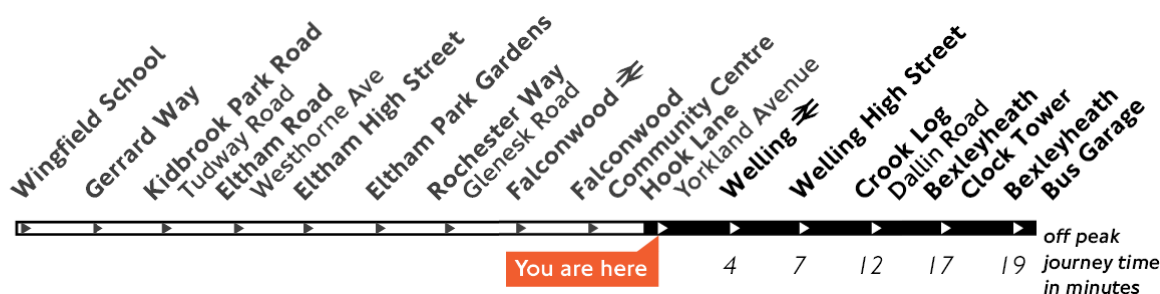 Wingfield School
Gerrard Way
Kidbrook Park Road
Tudway Road
Eltham Road
Westhorne Ave
Eltham High Street
Eltham Park Gardens
Rochester Way
Glenesk Road
Falconwood
Falconwood
Community Centre
Hook Lane
Yorkland Avenue
Welling
Welling High Street
Crook Log
Dallin Road
Bexleyheath
Clock Tower
Bexleyheath
Bus Garage
You are here
4 7 12 17 19
off peak
journey time
in minutes